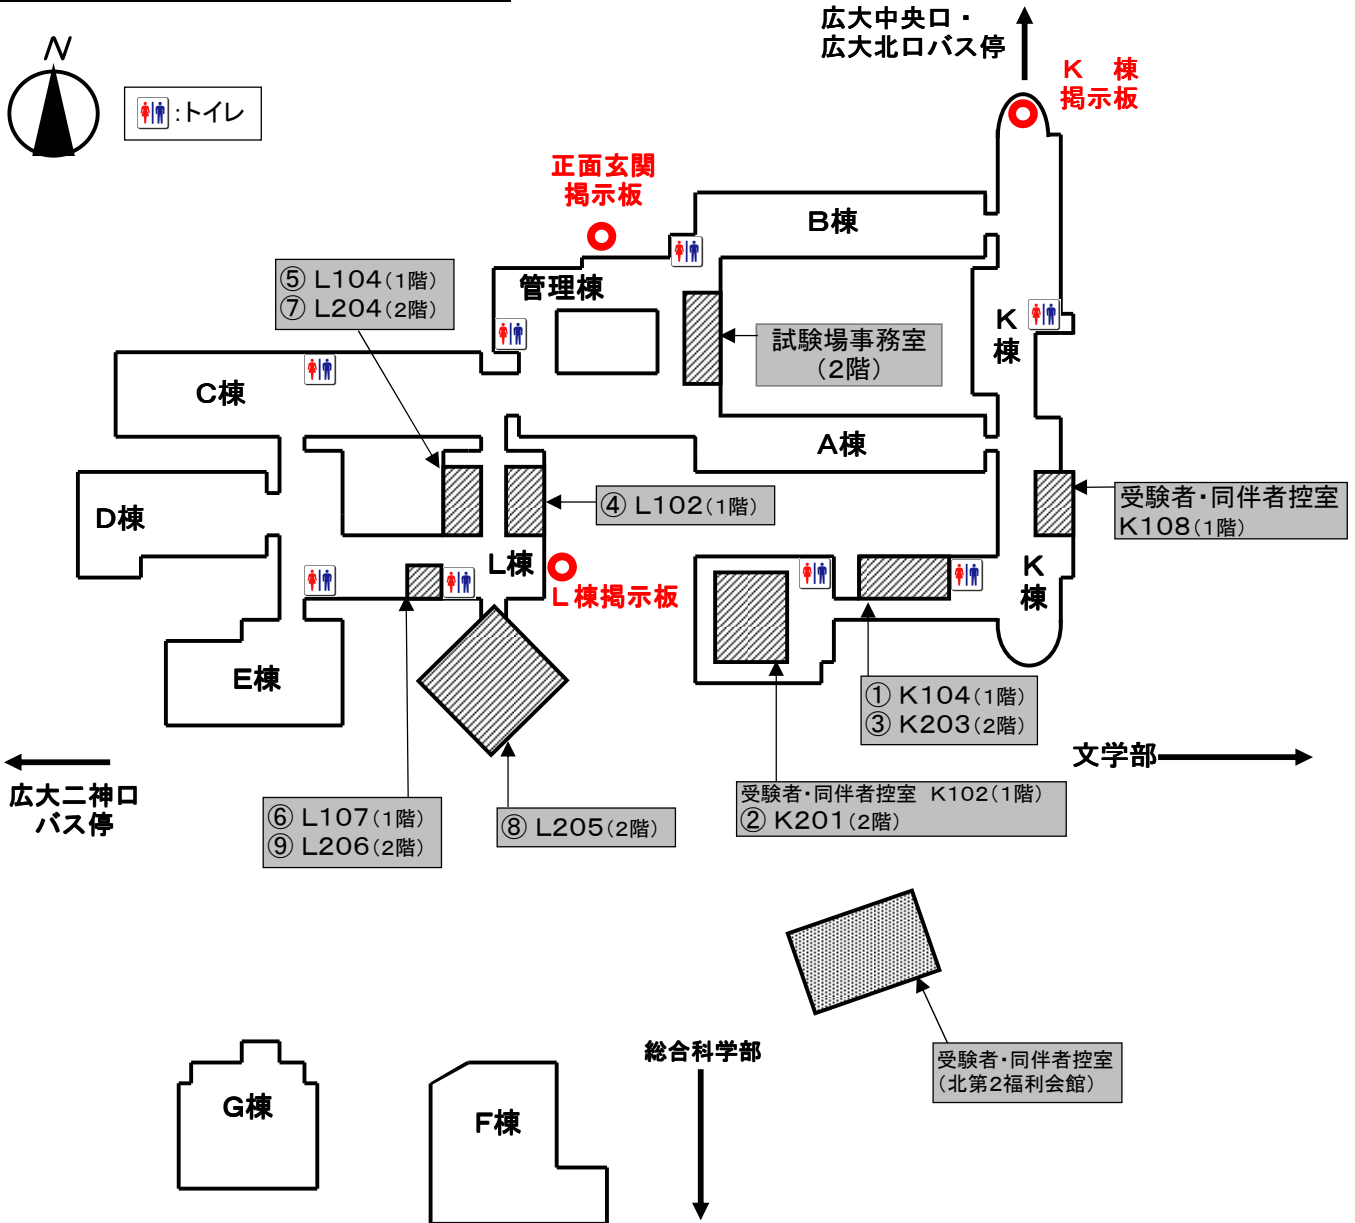 広大中央口・
広大北口バス停
N
:トイレ
K 棟
掲示板
正面玄関
掲示板
B棟
⑤ L104(1階)
⑦ L204(2階)
管理棟
試験場事務室
(2階)
K
棟
C棟
A棟
④ L102(1階)
受験者・同伴者控室
K108(1階)
D棟
L棟
L棟掲示板
K
棟
E棟
① K104(1階)
③ K203(2階)
文学部
広大二神口
バス停
⑥ L107(1階)
⑨ L206(2階)
⑧ L205(2階)
受験者・同伴者控室 K102(1階)
② K201(2階)
総合科学部
受験者・同伴者控室
(北第2福利会館)
G棟
F棟